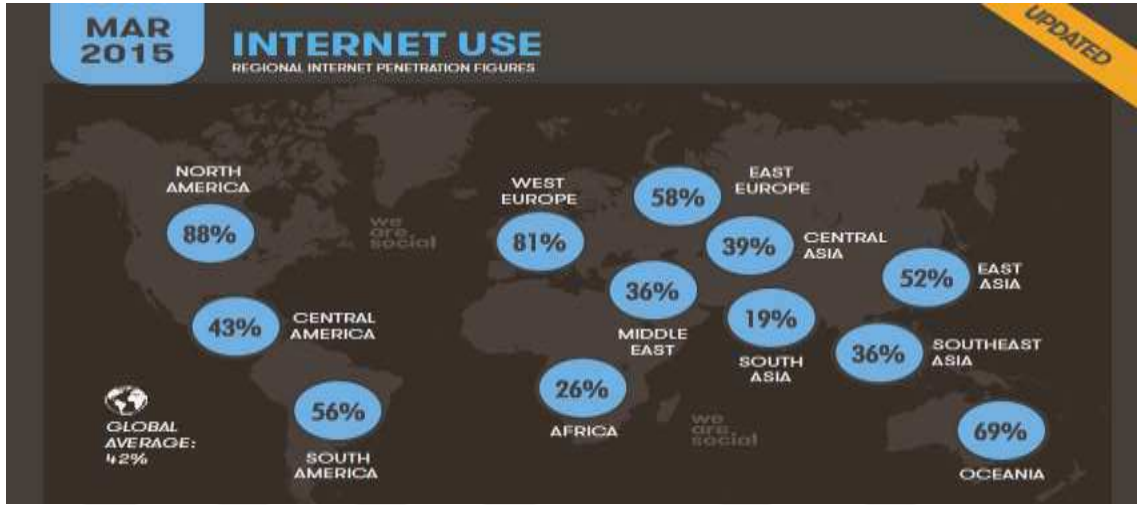 MAR
2015
INTERNET USE
REGIONAL INTERNET PENETRATION FIGURES
UPDATED
NORTH
AMERICA
88%
we
are.
social
WEST
EUROPE
81%
58%
EAST
EUROPE
39%
CENTRAL
ASIA
52%
EAST
ASIA
43%
CENTRAL
AMERICA
36%
MIDDLE
EAST
19%
SOUTH
ASIA
36%
SOUTHEAST
ASIA
GLOBAL
AVERAGE:
42%
56%
SOUTH
AMERICA
26%
AFRICA
we
are.
social
69%
OCEANIA